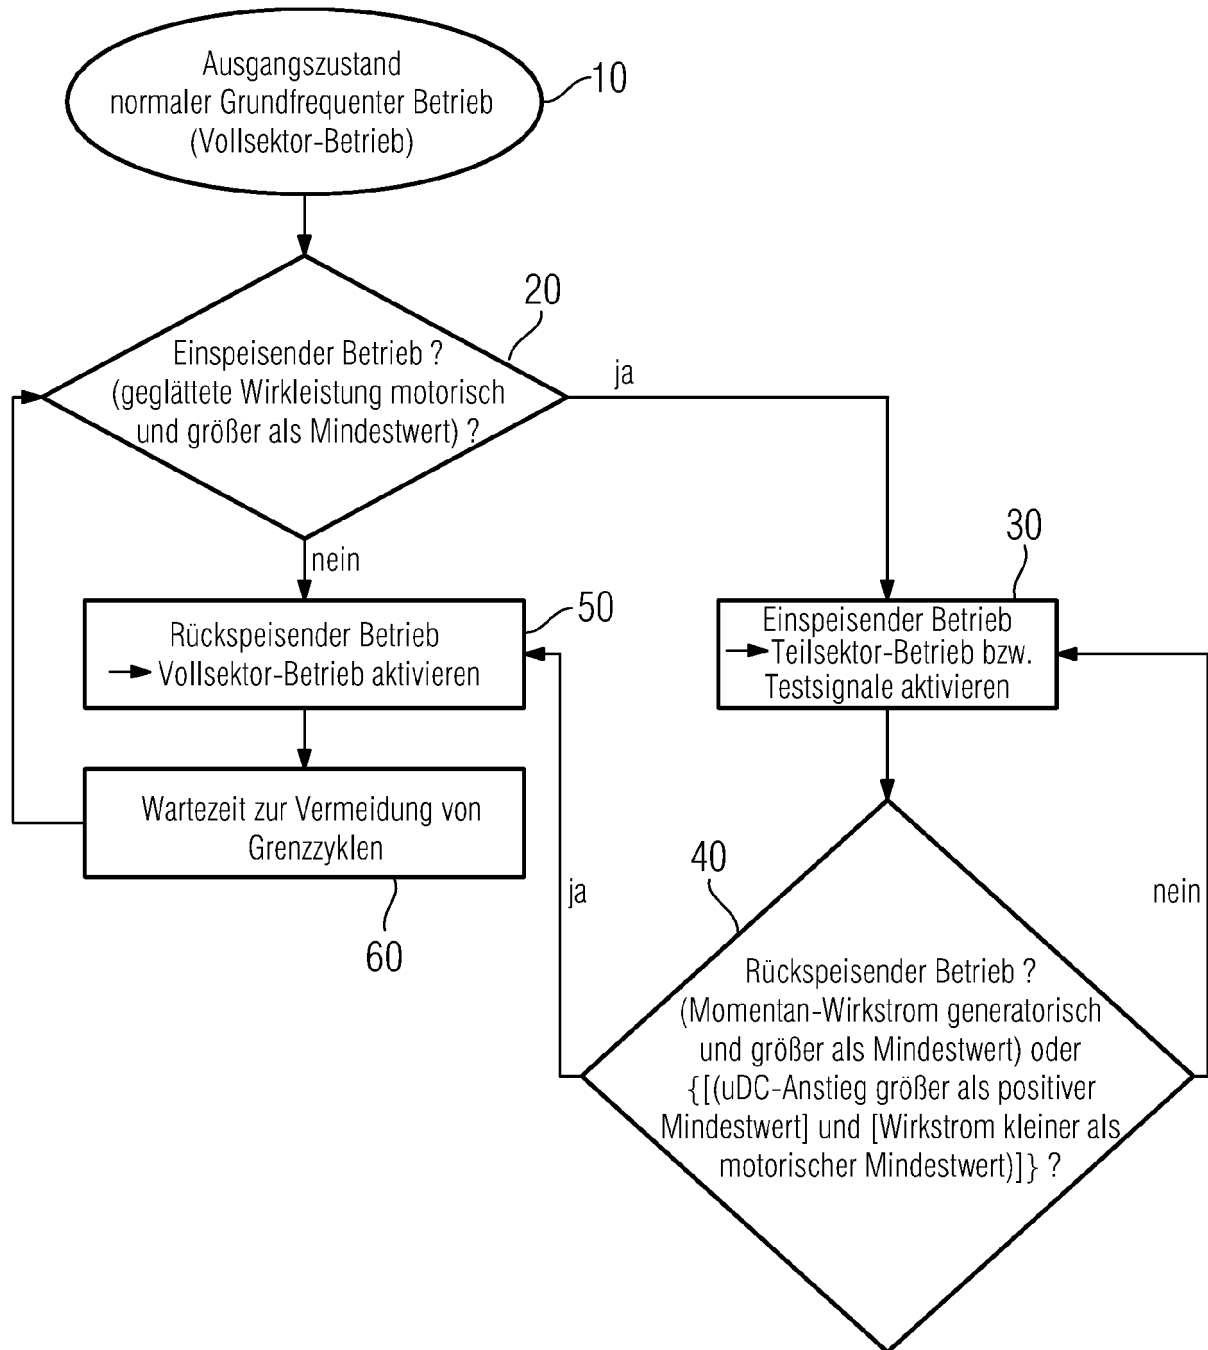 Ausgangszustand
normaler Grundfrequenter Betrieb
(Vollsektor-Betrieb)
10
20
Einspeisender Betrieb ?
(geglättete Wirkleistung motorisch
und größer als Mindestwert) ?
ja
nein
30
Einspeisender Betrieb
Teilsektor-Betrieb bzw.
Testsignale aktivieren
50
Rückspeisender Betrieb
Vollsektor-Betrieb aktivieren
Wartezeit zur Vermeidung von
Grenzzyklen
60
40
ja
nein
Rückspeisender Betrieb ?
(Momentan-Wirkstrom generatorisch
und größer als Mindestwert) oder
{[(uDC-Anstieg größer als positiver
Mindestwert] und [Wirkstrom kleiner als
motorischer Mindestwert)]} ?